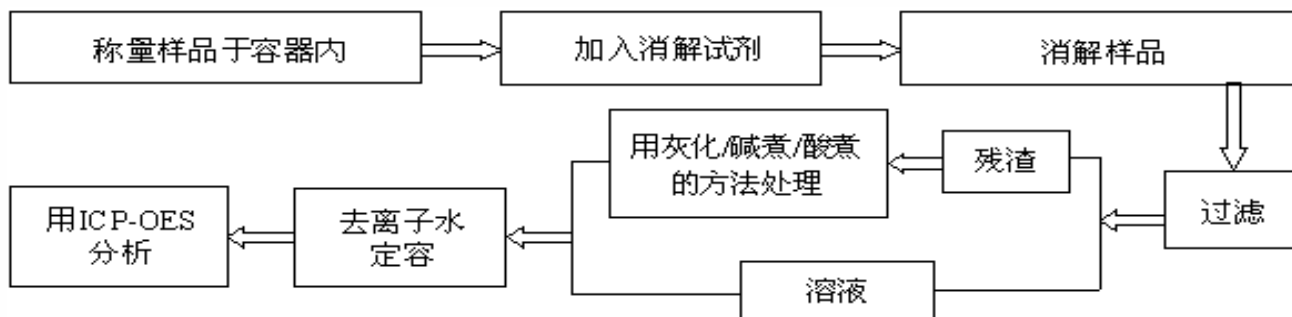 称量样品于容器内
加入消解试剂
消解样品
用灰化/碱煮/酸煮
的方法处理
残渣
过滤
用ICP-OES
分析
去离子水
定容
溶液